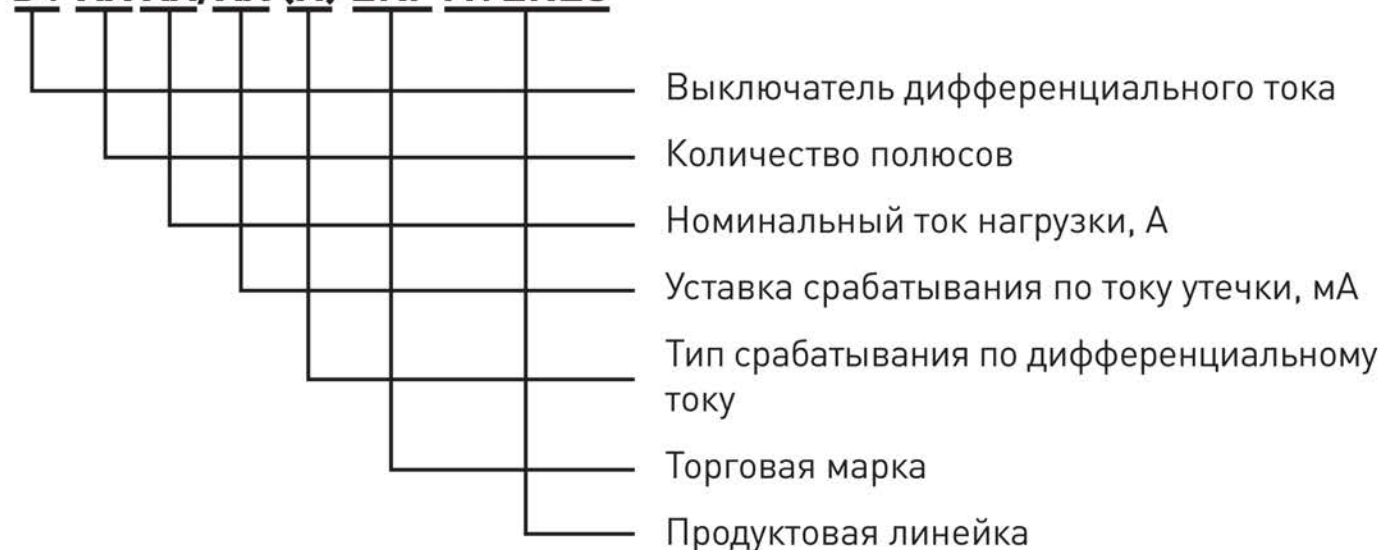 Выключатель дифференциального тока
Количество полюсов
Номинальный ток нагрузки, А
Уставка срабатывания по току утечки, мА
Тип срабатывания по дифференциальному
току
Торговая марка
Продуктовая линейка